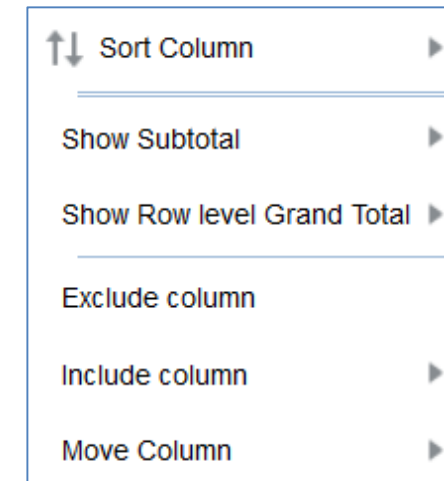 Sort Column
Show Subtotal
Show Row level Grand Total
Exclude column
Include column
Move Column